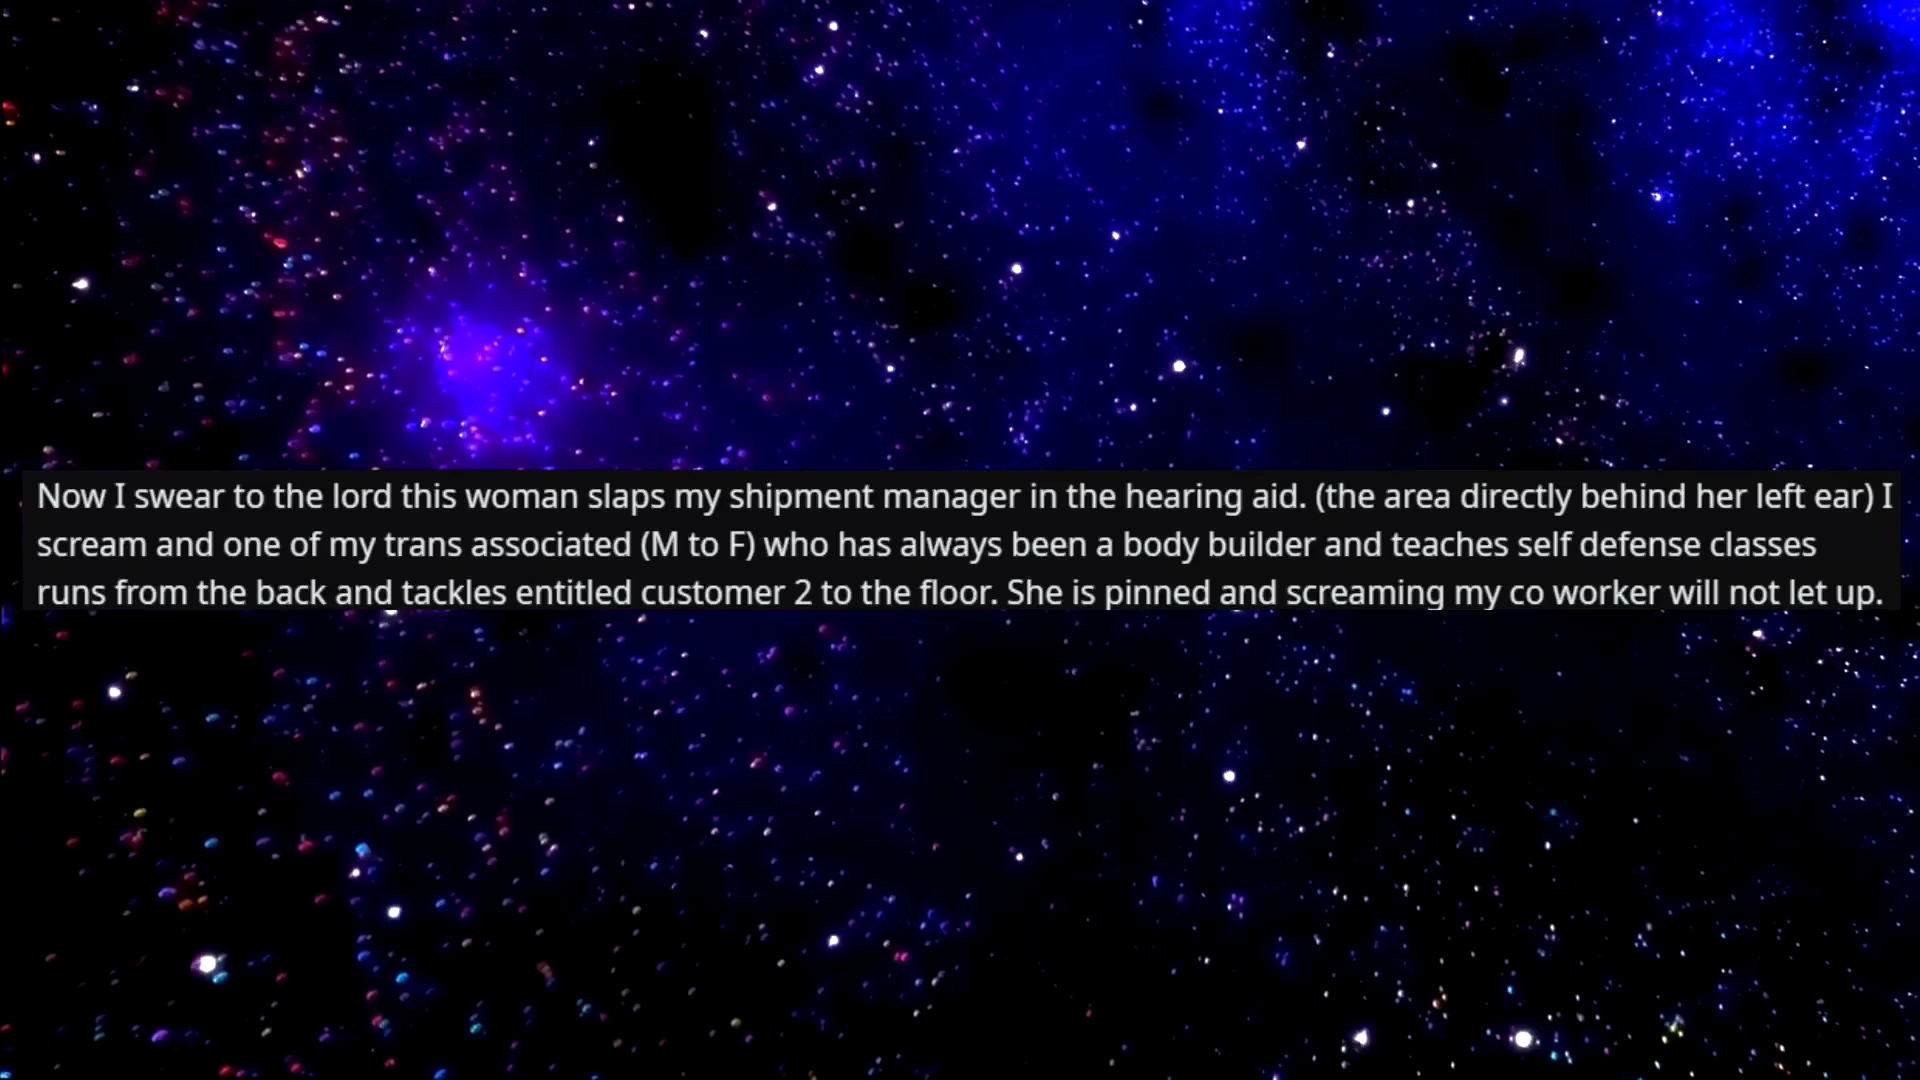 Now I swear to the lord this woman slaps my shipment manager in the hearing aid. (the area directly behind her left ear) I
scream and one of my trans associated (M to F) who has always been a body builder and teaches self defense classes
runs from the back and tackles entitled customer 2 to the floor. She is pinned and screaming my co worker will not let up.